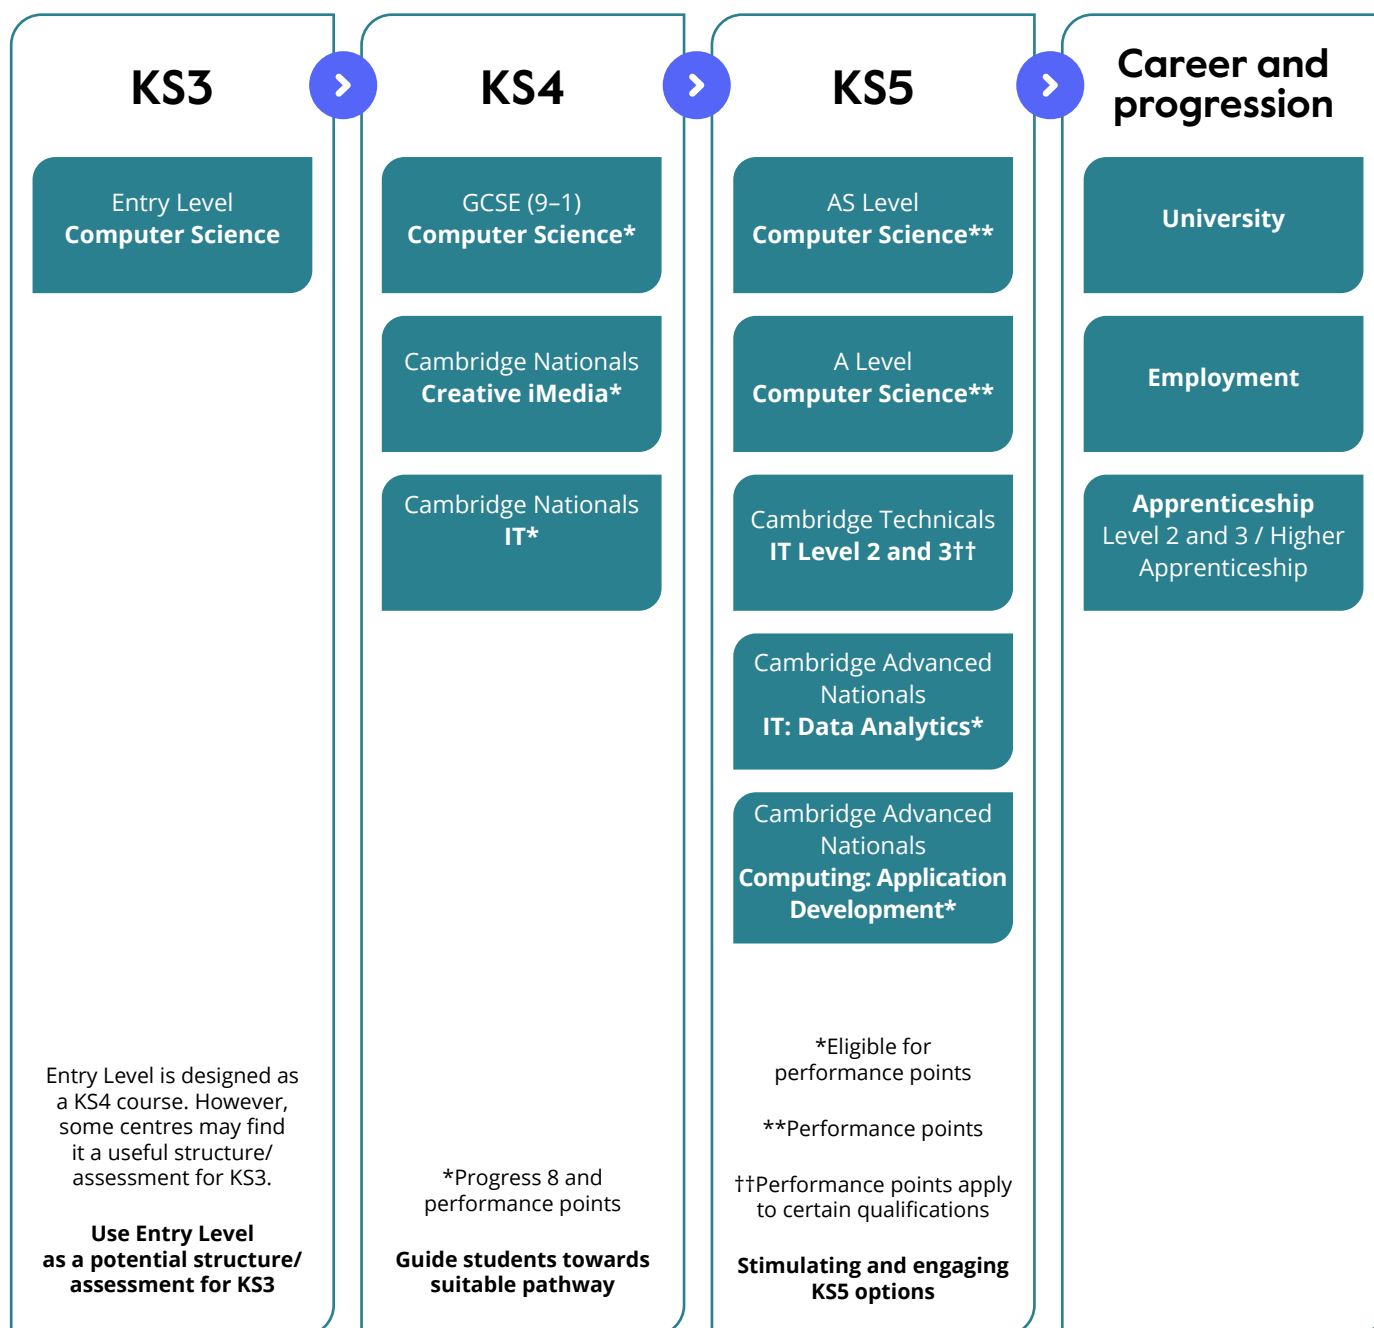 KS3
Entry Level
Computer Science
Entry Level is designed as
a KS4 course. However,
some centres may find
it a useful structure/
assessment for KS3.
Use Entry Level
as a potential structure/
assessment for KS3
KS4
GCSE (9–1)
Computer Science*
Cambridge Nationals
Creative iMedia*
Cambridge Nationals
IT*
*Progress 8 and
performance points
Guide students towards
suitable pathway
KS5
AS Level
Computer Science**
A Level
Computer Science**
Cambridge Technicals
IT Level 2 and 3††
Cambridge Advanced
Nationals
IT: Data Analytics*
Cambridge Advanced
Nationals
Computing: Application
Development*
*Eligible for
performance points
**Performance points
††Performance points apply
to certain qualifications
Stimulating and engaging
KS5 options
Career and
progression
University
Employment
Apprenticeship
Level 2 and 3 / Higher
Apprenticeship